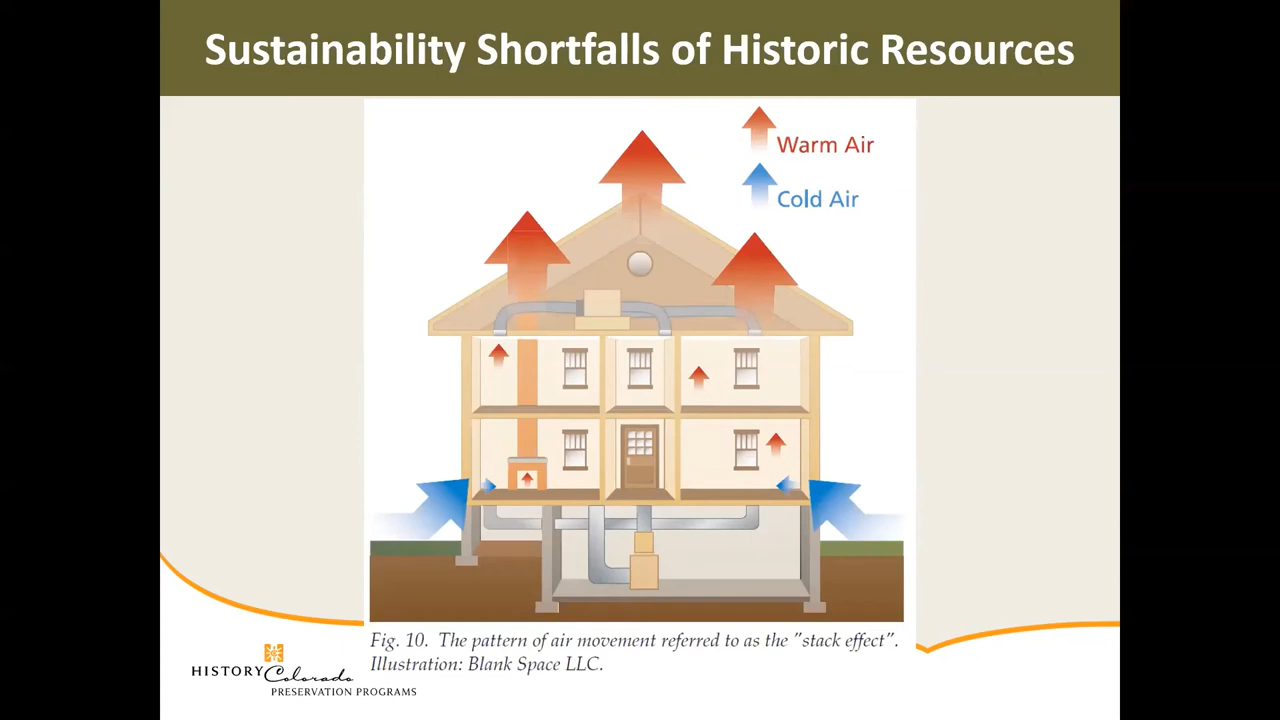 Sustainability Shortfalls of Historic Resources
Warm Air
Cold Air
Fig. 10. The pattern of air movement referred to as the "stack effect".
Illustration: Blank Space LLC.
HISTORY Colorado
PRESERVATION PROGRAMS